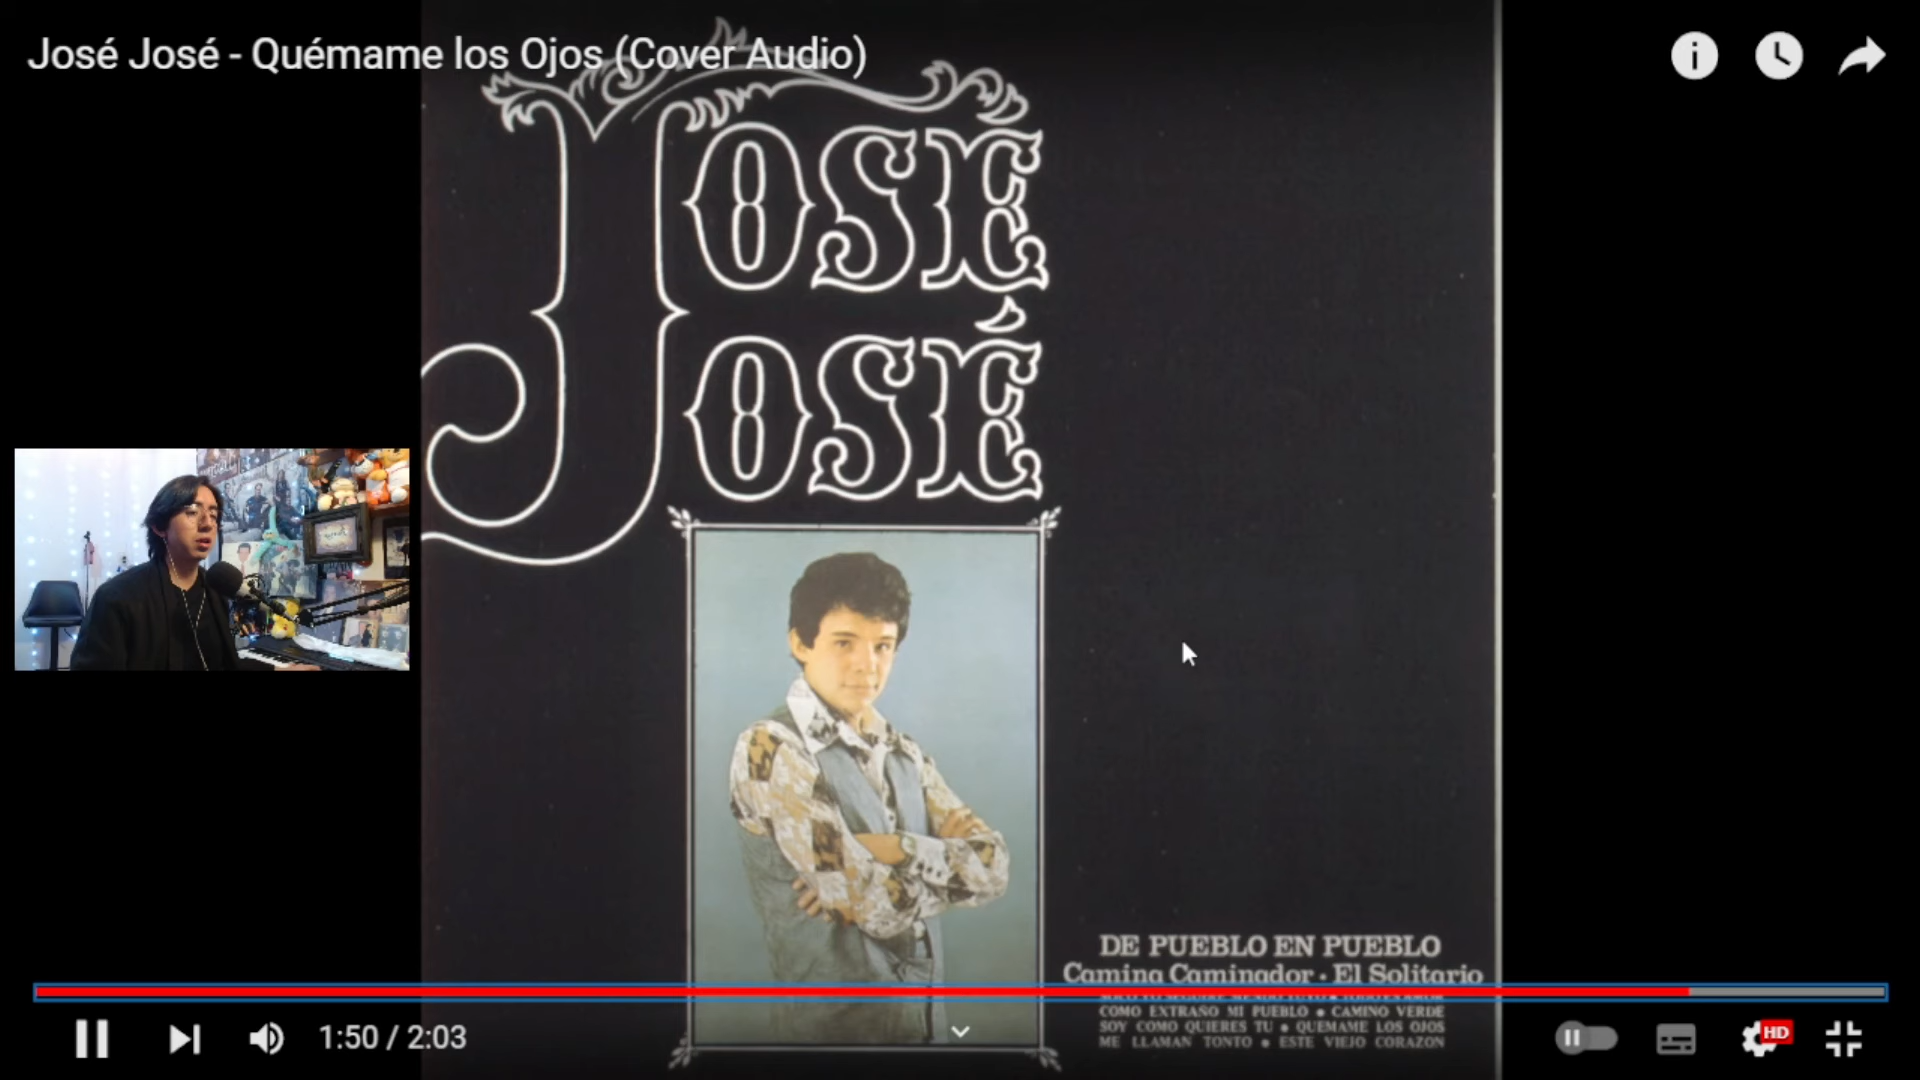 José José - Quémame los Ojos (Cover Audio)
JOSÉ
JOSÉ
DE PUEBLO EN PUEBLO
Camina Caminador • El Solitario
COMO EXTRAÑO MI PUEBLO • CAMINO VERDE
SOY COMO QUIERES TU • QUEMAME LOS OJOS
ME LLAMAN TONTO • ESTE VIEJO CORAZON
1:50 / 2:03
HD